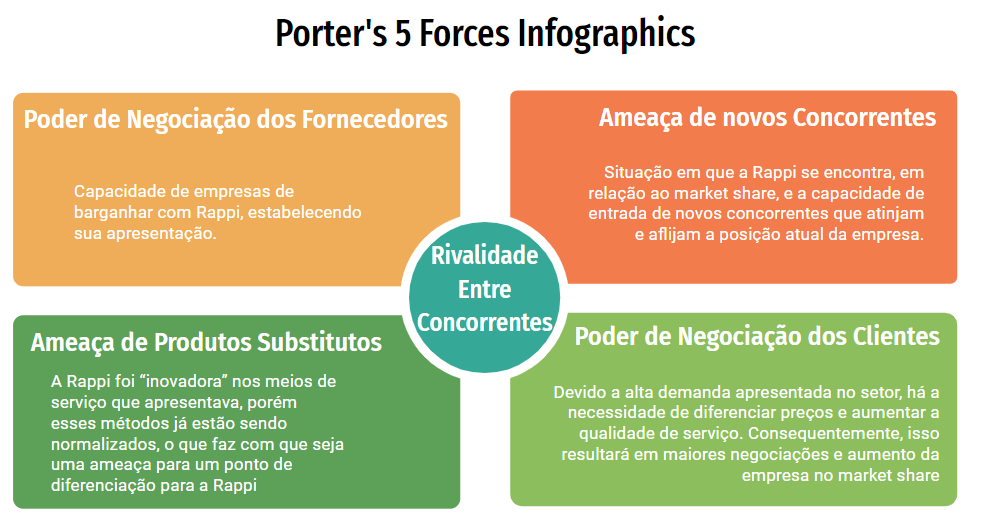 Porter's 5 Forces Infographics
Poder de Negociação dos Fornecedores
Capacidade de empresas de
barganhar com Rappi, estabelecendo
sua apresentação.
Ameaça de novos Concorrentes
Situação em que a Rappi se encontra, em
relação ao market share, e a capacidade de
entrada de novos concorrentes que atinjam
e aflijam a posição atual da empresa.
Rivalidade
Entre
Concorrentes
Ameaça de Produtos Substitutos
A Rappi foi “inovadora” nos meios de
serviço que apresentava, porém
esses métodos já estão sendo
normalizados, o que faz com que seja
uma ameaça para um ponto de
diferenciação para a Rappi
Poder de Negociação dos Clientes
Devido a alta demanda apresentada no setor, há a
necessidade de diferenciar preços e aumentar a
qualidade de serviço. Consequentemente, isso
resultará em maiores negociações e aumento da
empresa no market share